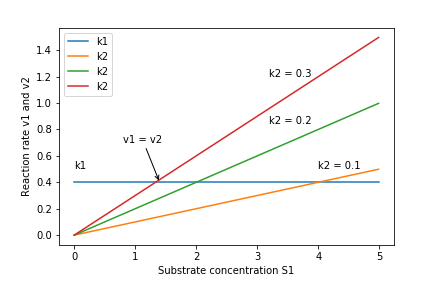 k1
k2
k2
k2
k2 = 0.3
k2 = 0.2
v1 = v2
k1
k2 = 0.1
Reaction rate v1 and v2
1.4
1.2
1.0
0.8
0.6
0.4
0.2
0.0
0
1
2
3
4
5
Substrate concentration S1